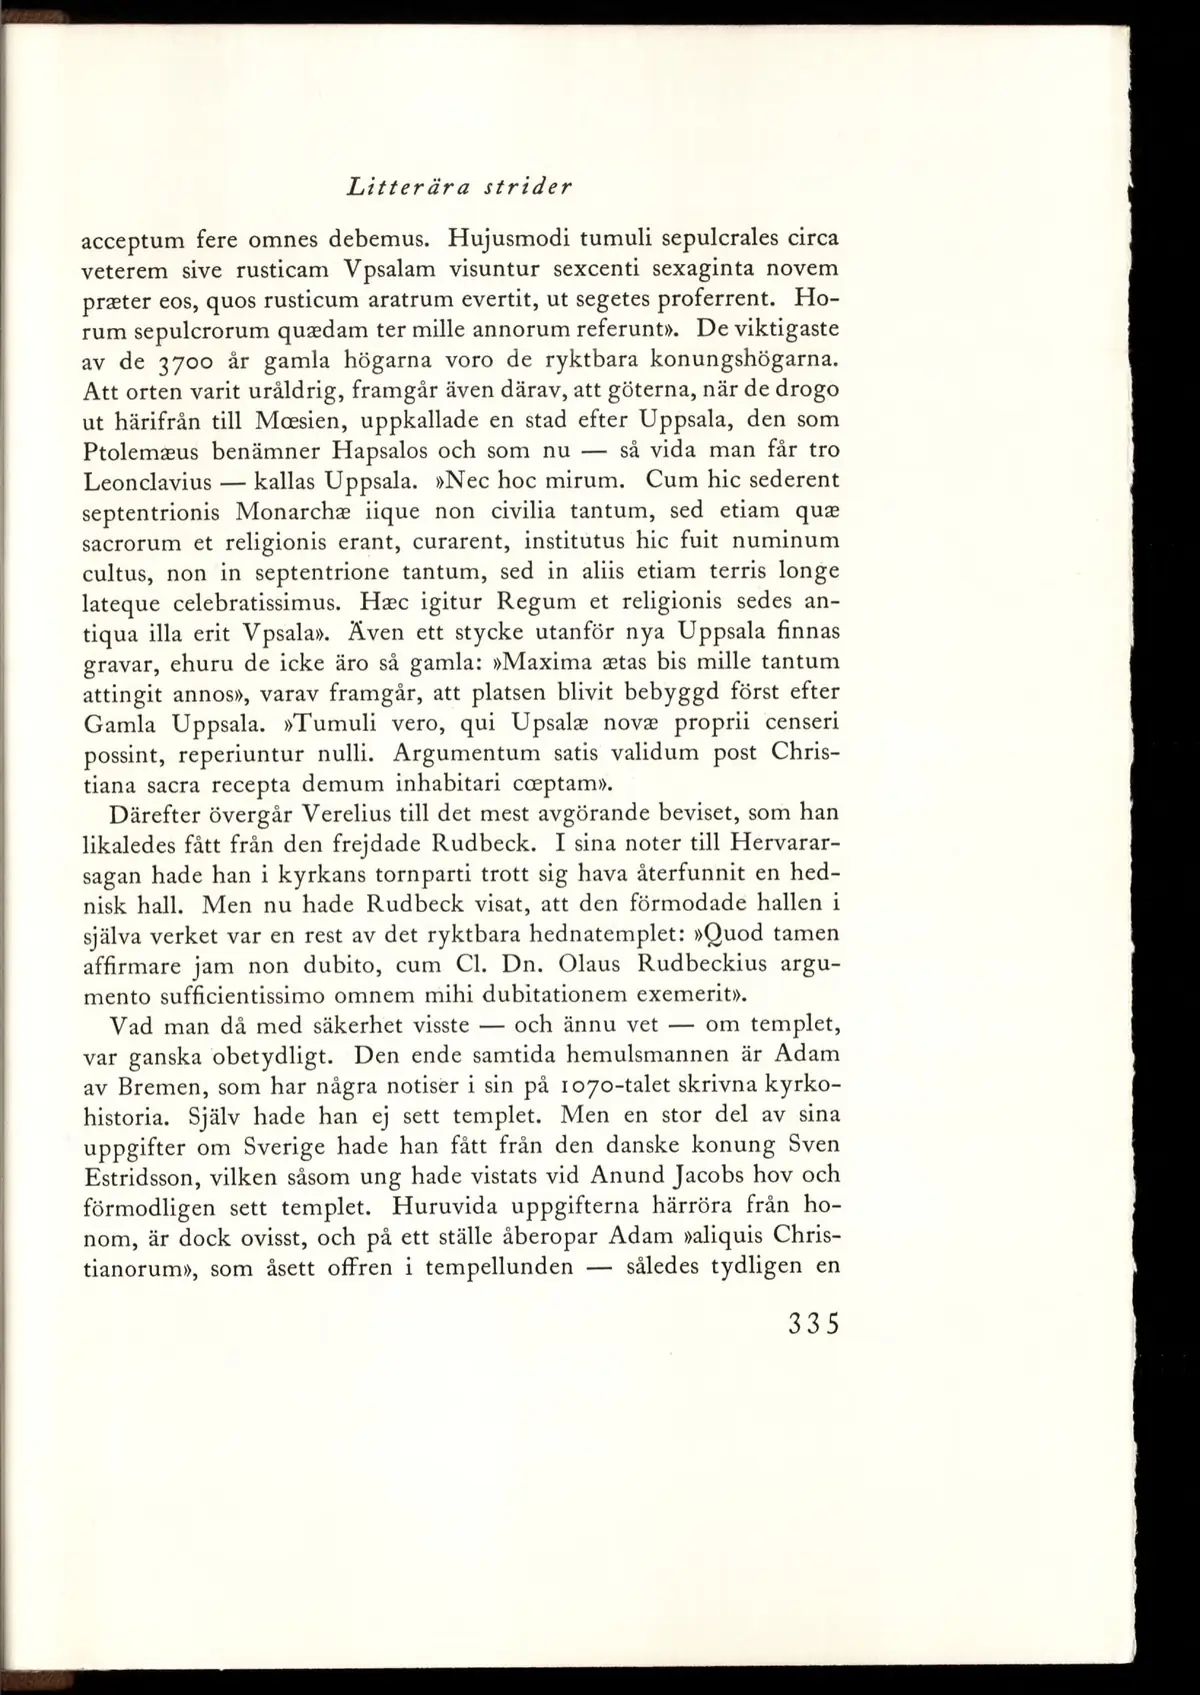 Litterära strider
acceptum fere omnes debemus. Hujusmodi tumuli sepulcrales circa
veterem sive rusticam Vpsalam visuntur sexcenti sexaginta novem
præter eos, quos rusticum aratrum evertit, ut segetes proferrent. Ho-
rum sepulcrorum quædam ter mille annorum referunt». De viktigaste
av de 3700 år gamla högarna voro de ryktbara konungshögarna.
Att orten varit uråldrig, framgår även därav, att göterna, när de drogo
ut härifrån till Mœsien, uppkallade en stad efter Uppsala, den som
Ptolemæus benämner Hapsalos och som nu — så vida man får tro
Leonclavius — kallas Uppsala. »Nec hoc mirum. Cum hic sederent
septentrionis Monarchæ iique non civilia tantum, sed etiam quæ
sacrorum et religionis erant, curarent, institutus hic fuit numinum
cultus, non in septentrione tantum, sed in aliis etiam terris longe
lateque celebratissimus. Hæc igitur Regum et religionis sedes an-
tiqua illa erit Vpsala». Även ett stycke utanför nya Uppsala finnas
gravar, ehuru de icke äro så gamla: »Maxima ætas bis mille tantum
attingit annos», varav framgår, att platsen blivit bebyggd först efter
Gamla Uppsala. »Tumuli vero, qui Upsalæ novæ proprii censeri
possint, reperiuntur nulli. Argumentum satis validum post Chris-
tiana sacra recepta demum inhabitari cœptam».
Därefter övergår Verelius till det mest avgörande beviset, som han
likaledes fått från den frejdade Rudbeck. I sina noter till Hervarar-
sagan hade han i kyrkans tornparti trott sig hava återfunnit en hed-
nisk hall. Men nu hade Rudbeck visat, att den förmodade hallen i
själva verket var en rest av det ryktbara hednatemplet: »Quod tamen
affirmare jam non dubito, cum Cl. Dn. Olaus Rudbeckius argu-
mento sufficientissimo omnem mihi dubitationem exemerit».
Vad man då med säkerhet visste — och ännu vet — om templet,
var ganska obetydligt. Den ende samtida hemulsmannen är Adam
av Bremen, som har några notiser i sin på 1070-talet skrivna kyrko-
historia. Själv hade han ej sett templet. Men en stor del av sina
uppgifter om Sverige hade han fått från den danske konung Sven
Estridsson, vilken såsom ung hade vistats vid Anund Jacobs hov och
förmodligen sett templet. Huruvida uppgifterna härröra från ho-
nom, är dock ovisst, och på ett ställe åberopar Adam »aliquis Chris-
tianorum», som åsett offren i tempellunden — således tydligen en
335